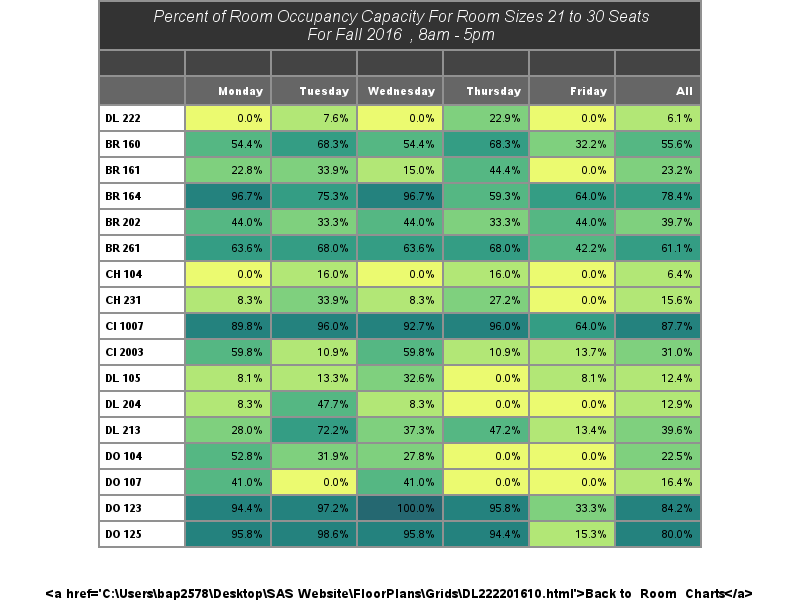 Percent of Room Occupancy Capacity For Room Sizes 21 to 30 Seats
For Fall 2016 , 8am - 5pm
Monday Tuesday Wednesday Thursday Friday All
DL 222 0.0% 7.6% 0.0% 22.9% 0.0% 6.1%
BR 160 54.4% 68.3% 54.4% 68.3% 32.2% 55.6%
BR 161 22.8% 33.9% 15.0% 44.4% 0.0% 23.2%
BR 164 96.7% 75.3% 96.7% 59.3% 64.0% 78.4%
BR 202 44.0% 33.3% 44.0% 33.3% 44.0% 39.7%
BR 261 63.6% 68.0% 63.6% 68.0% 42.2% 61.1%
CH 104 0.0% 16.0% 0.0% 16.0% 0.0% 6.4%
CH 231 8.3% 33.9% 8.3% 27.2% 0.0% 15.6%
CI 1007 89.8% 96.0% 92.7% 96.0% 64.0% 87.7%
CI 2003 59.8% 10.9% 59.8% 10.9% 13.7% 31.0%
DL 105 8.1% 13.3% 32.6% 0.0% 8.1% 12.4%
DL 204 8.3% 47.7% 8.3% 0.0% 0.0% 12.9%
DL 213 28.0% 72.2% 37.3% 47.2% 13.4% 39.6%
DO 104 52.8% 31.9% 27.8% 0.0% 0.0% 22.5%
DO 107 41.0% 0.0% 41.0% 0.0% 0.0% 16.4%
DO 123 94.4% 97.2% 100.0% 95.8% 33.3% 84.2%
DO 125 95.8% 98.6% 95.8% 94.4% 15.3% 80.0%
<a href='C:\Users\bap2578\Desktop\SAS Website\FloorPlans\Grids\DL222201610.html'>Back to Room Charts</a>